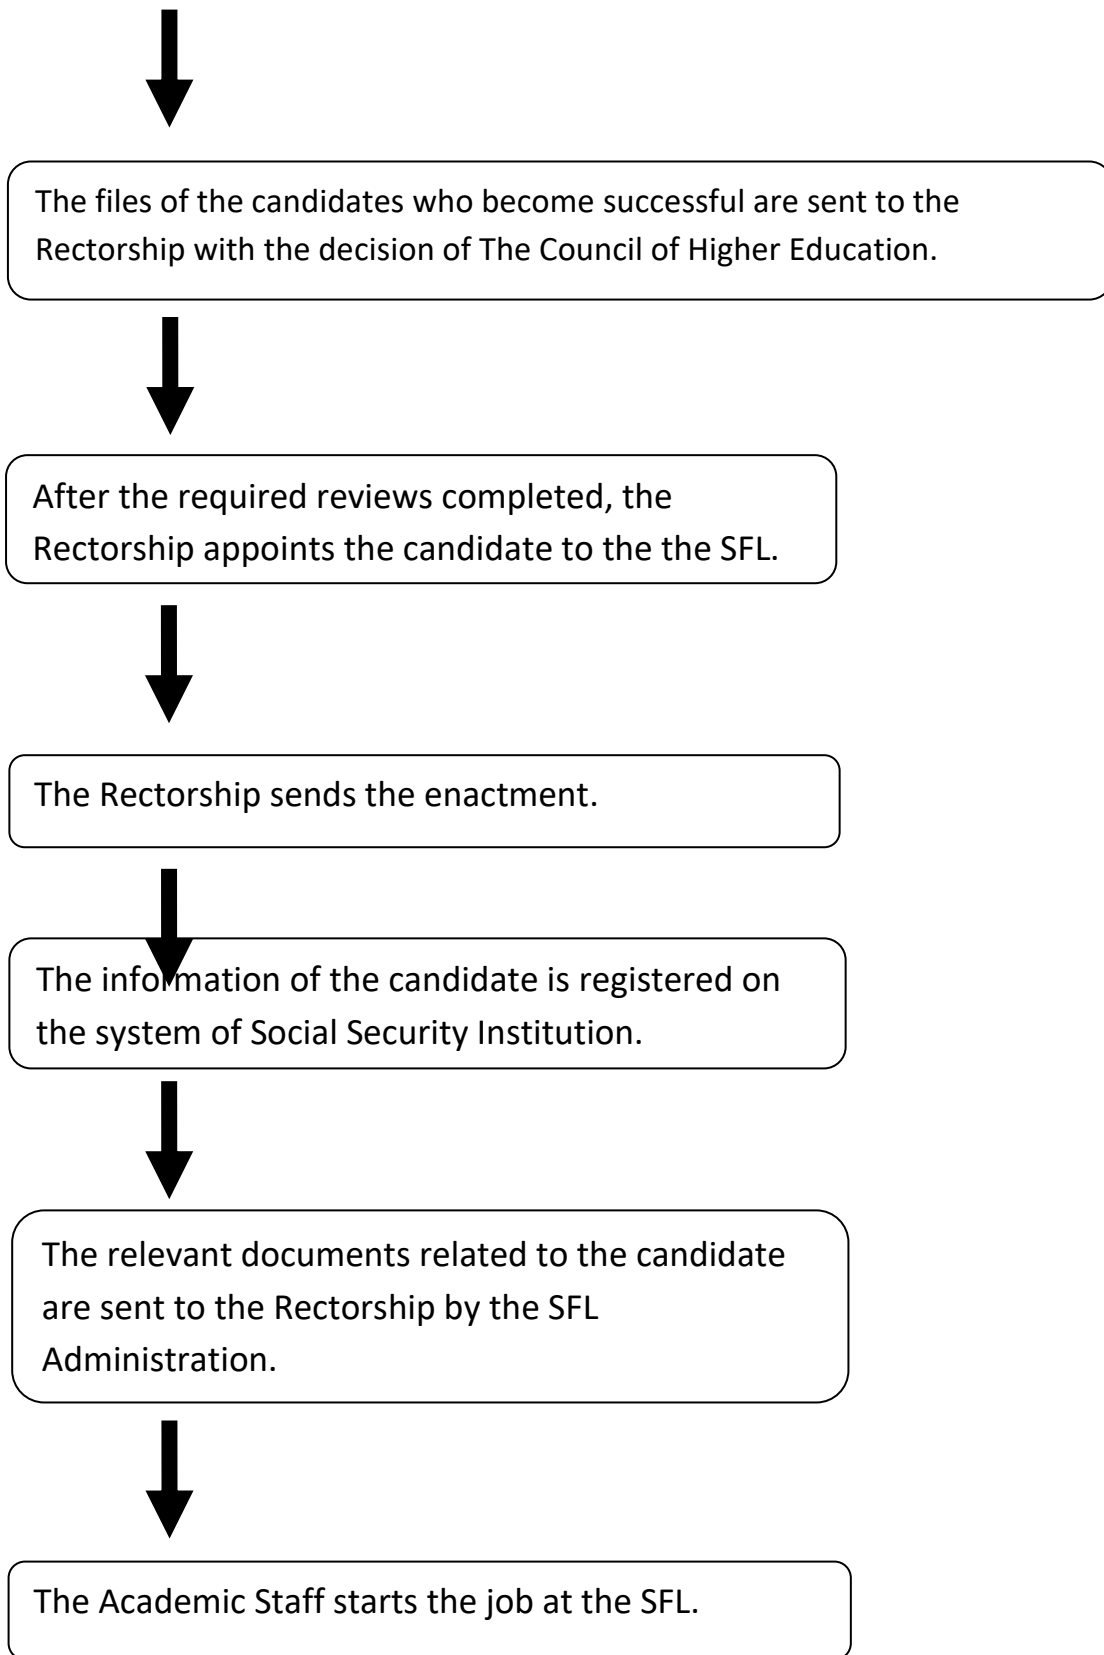 The files of the candidates who become successful are sent to the
Rectorship with the decision of The Council of Higher Education.
After the required reviews completed, the
Rectorship appoints the candidate to the the SFL.
The Rectorship sends the enactment.
The information of the candidate is registered on
the system of Social Security Institution.
The relevant documents related to the candidate
are sent to the Rectorship by the SFL
Administration.
The Academic Staff starts the job at the SFL.